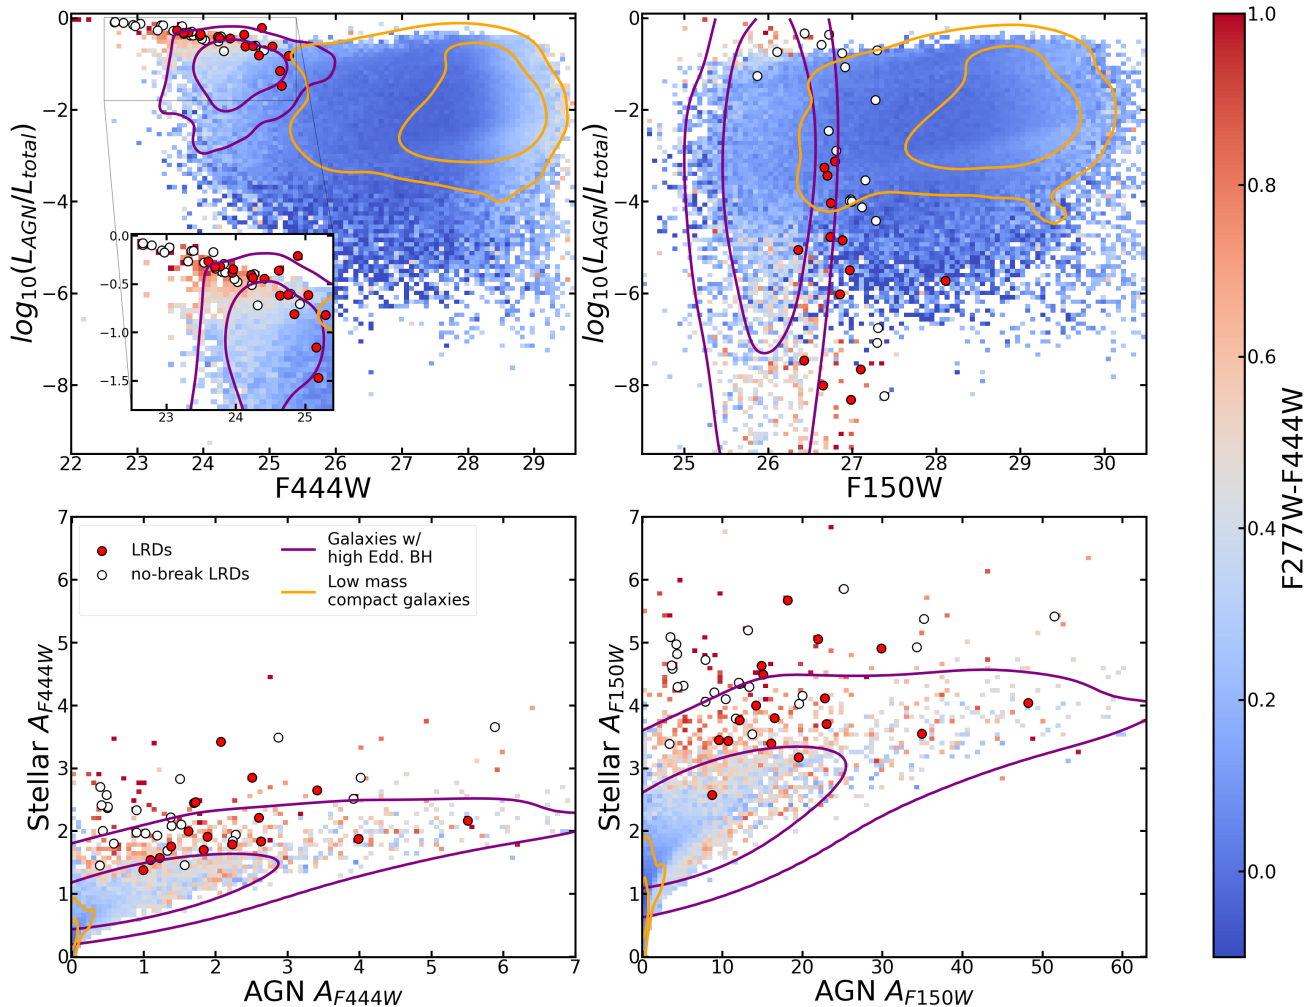 0
−2
−4
−6
−8
log10(LAGN/Ltotal)
0.0
−0.5
−1.0
−1.5
23 24 25
22 23 24 25 26 27 28 29
F444W
0
−2
−4
−6
−8
log10(LAGN/Ltotal)
25 26 27 28 29 30
F150W
7
6
5
4
3
2
1
0
Stellar AF444W
LRDs
no-break LRDs
Galaxies w/
high Edd. BH
Low mass
compact galaxies
0 1 2 3 4 5 6 7
AGN AF444W
7
6
5
4
3
2
1
0
Stellar AF150W
0 10 20 30 40 50 60
AGN AF150W
1.0
0.8
0.6
0.4
0.2
0.0
F277W-F444W